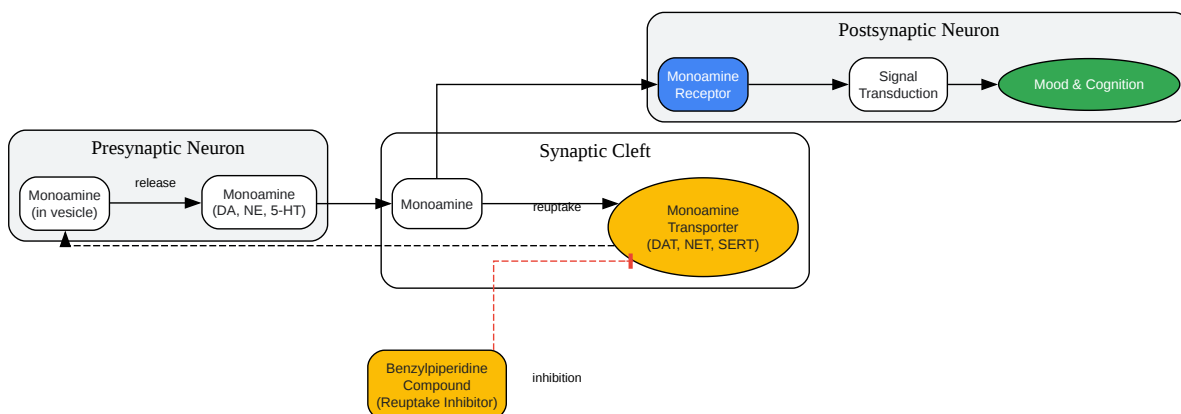 Postsynaptic Neuron
Monoamine
Receptor
Signal
Transduction
Mood & Cognition
Presynaptic Neuron
Monoamine
(in vesicle)
release
Monoamine
(DA, NE, 5-HT)
Synaptic Cleft
Monoamine
reuptake
Monoamine
Transporter
(DAT, NET, SERT)
Benzylpiperidine
Compound
(Reuptake Inhibitor)
inhibition